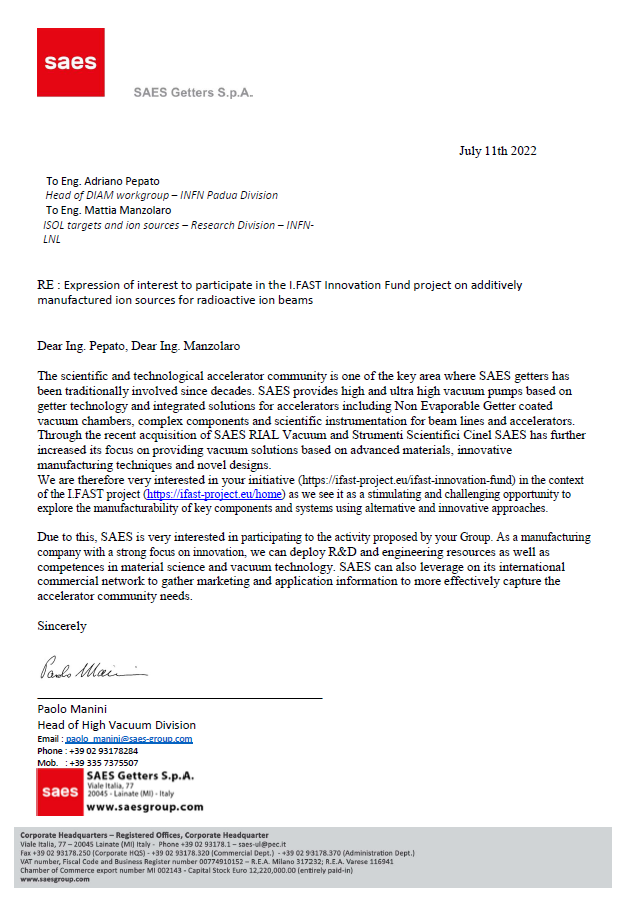 saes
SAES Getters S.p.A.
July 11th 2022
To Eng. Adriano Pepato
Head of DIAM workgroup – INFN Padua Division
To Eng. Mattia Manzolaro
ISOL targets and ion sources – Research Division – INFN-
LNL
RE : Expression of interest to participate in the I.FAST Innovation Fund project on additively
manufactured ion sources for radioactive ion beams
Dear Ing. Pepato, Dear Ing. Manzolaro
The scientific and technological accelerator community is one of the key area where SAES getters has
been traditionally involved since decades. SAES provides high and ultra high vacuum pumps based on
getter technology and integrated solutions for accelerators including Non Evaporable Getter coated
vacuum chambers, complex components and scientific instrumentation for beam lines and accelerators.
Through the recent acquisition of SAES RIAL Vacuum and Strumenti Scientifici Cinel SAES has further
increased its focus on providing vacuum solutions based on advanced materials, innovative
manufacturing techniques and novel designs.
We are therefore very interested in your initiative (https://ifast-project.eu/ifast-innovation-fund) in the context
of the I.FAST project (https://ifast-project.eu/home) as we see it as a stimulating and challenging opportunity to
explore the manufacturability of key components and systems using alternative and innovative approaches.
Due to this, SAES is very interested in participating to the activity proposed by your Group. As a manufacturing
company with a strong focus on innovation, we can deploy R&D and engineering resources as well as
competences in material science and vacuum technology. SAES can also leverage on its international
commercial network to gather marketing and application information to more effectively capture the
accelerator community needs.
Sincerely
Paolo Manini
Paolo Manini
Head of High Vacuum Division
Email : paolo_manini@saes-group.com
Phone : +39 02 93178284
Mob. : +39 335 7375507
saes
SAES Getters S.p.A.
Viale Italia, 77
20045 - Lainate (MI) - Italy
www.saesgroup.com
Corporate Headquarters – Registered Offices, Corporate Headquarter
Viale Italia, 77 – 20045 Lainate (MI) Italy - Phone +39 02 93178.1 – saes-ul@pec.it
Fax +39 02 93178.250 (Corporate HQS) - +39 02 93178.320 (Commercial Dept.) - +39 02 93178.370 (Administration Dept.)
VAT number, Fiscal Code and Business Register number 00774910152 – R.E.A. Milano 317232; R.E.A. Varese 116941
Chamber of Commerce export number MI 002143 - Capital Stock Euro 12,220,000.00 (entirely paid-in)
www.saesgroup.com